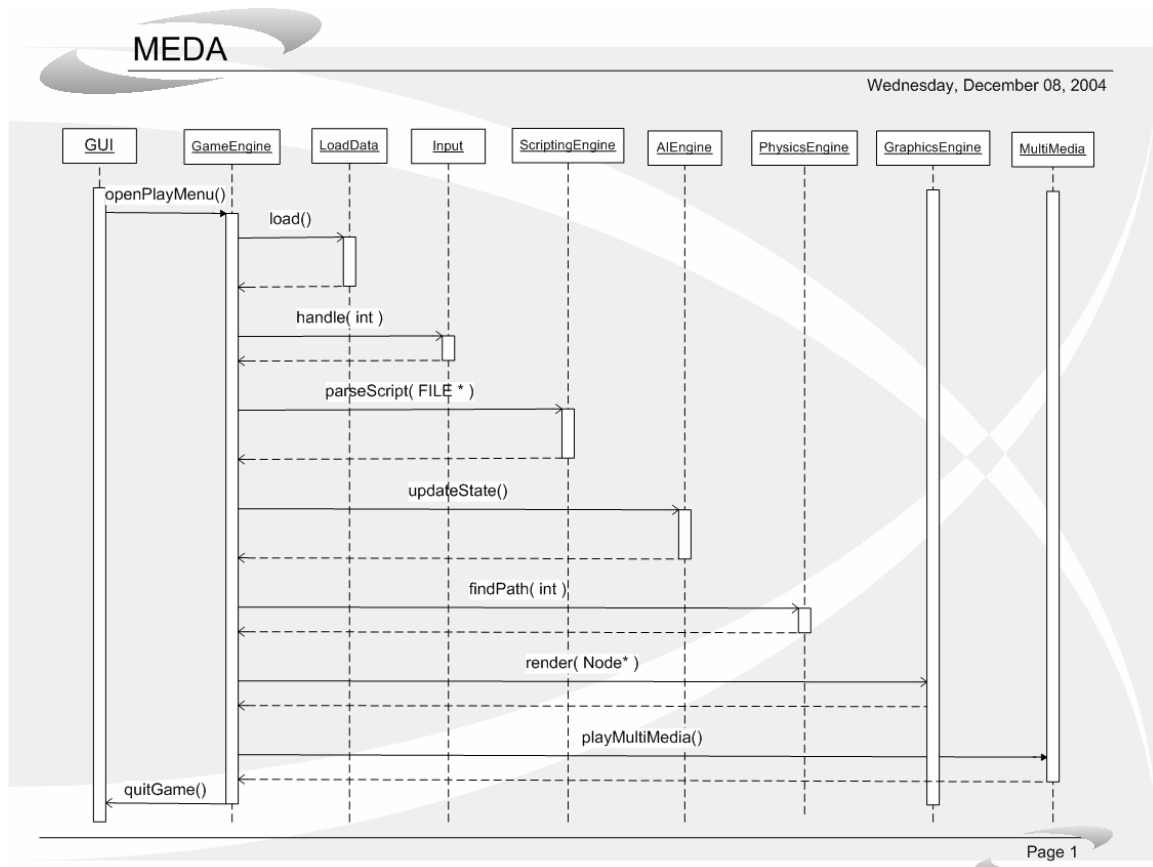 MEDA
Wednesday, December 08, 2004
GUI
GameEngine
LoadData
Input
ScriptingEngine
AIEngine
PhysicsEngine
GraphicsEngine
MultiMedia
openPlayMenu()
load()
handle( int )
parseScript( FILE * )
updateState()
findPath( int )
render( Node* )
playMultiMedia()
quitGame()
Page 1